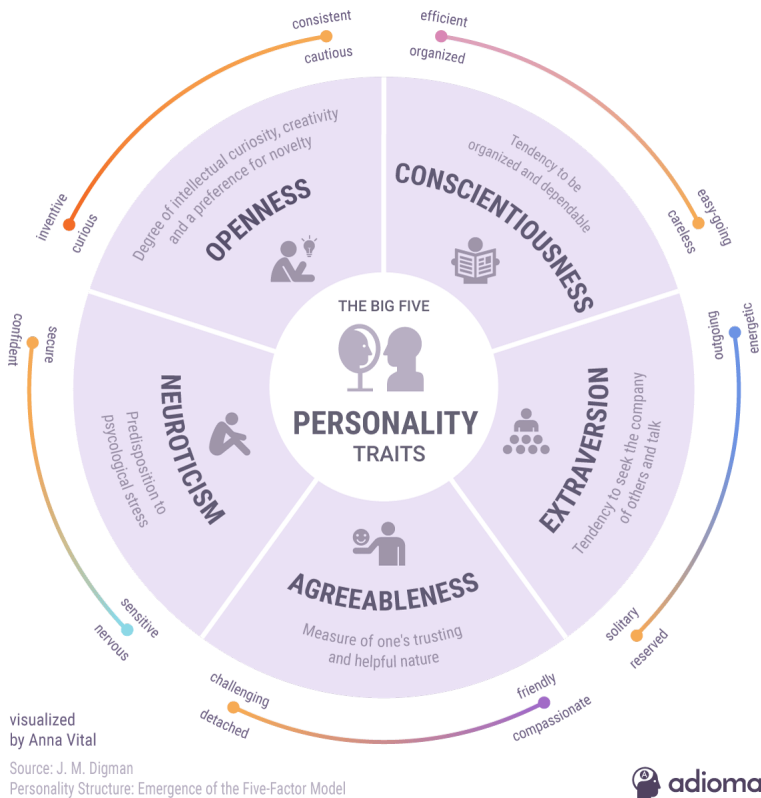 consistent
cautious
inventive
curious
Degree of intellectual curiosity, creativity
and a preference for novelty
OPENNESS
efficient
organized
easy-going
careless
Tendency to be
organized and dependable
CONSCIENTIOUSNESS
THE BIG FIVE
PERSONALITY
TRAITS
energetic
outgoing
solitary
reserved
EXTRAVERSION
Tendency to seek the company
of others and talk
AGREEABLENESS
Measure of one's trusting
and helpful nature
friendly
compassionate
challenging
detached
NEUROTICISM
Predisposition to
psycological stress
secure
confident
sensitive
nervous
visualized
by Anna Vital
Source: J. M. Digman
Personality Structure: Emergence of the Five-Factor Model
A
adioma